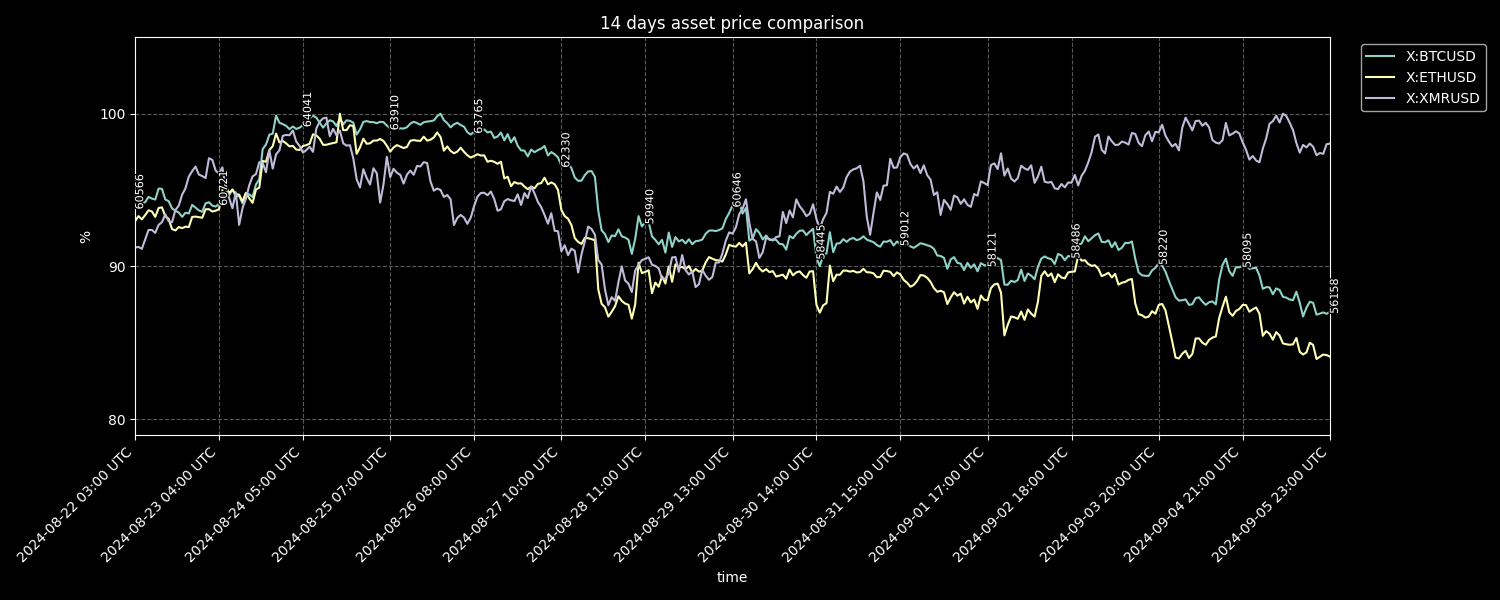 14 days asset price comparison
X:BTCUSD
X:ETHUSD
X:XMRUSD
100
90
80
%
60566
60721
64041
63910
63765
62330
59940
60646
58445
59012
58121
58486
58220
58095
56158
2024-08-22 03:00 UTC
2024-08-23 04:00 UTC
2024-08-24 05:00 UTC
2024-08-25 07:00 UTC
2024-08-26 08:00 UTC
2024-08-27 10:00 UTC
2024-08-28 11:00 UTC
2024-08-29 13:00 UTC
2024-08-30 14:00 UTC
2024-08-31 15:00 UTC
2024-09-01 17:00 UTC
2024-09-02 18:00 UTC
2024-09-03 20:00 UTC
2024-09-04 21:00 UTC
2024-09-05 23:00 UTC
time